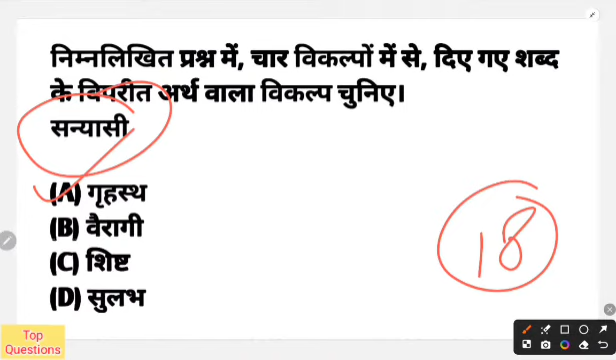 निम्नलिखित प्रश्न में, चार विकल्पों में से, दिए गए शब्द
के विपरीत अर्थ वाला विकल्प चुनिए।
सन्यासी
(A) गृहस्थ
(B) वैरागी
(C) शिष्ट
(D) सुलभ
18
Top
Questions